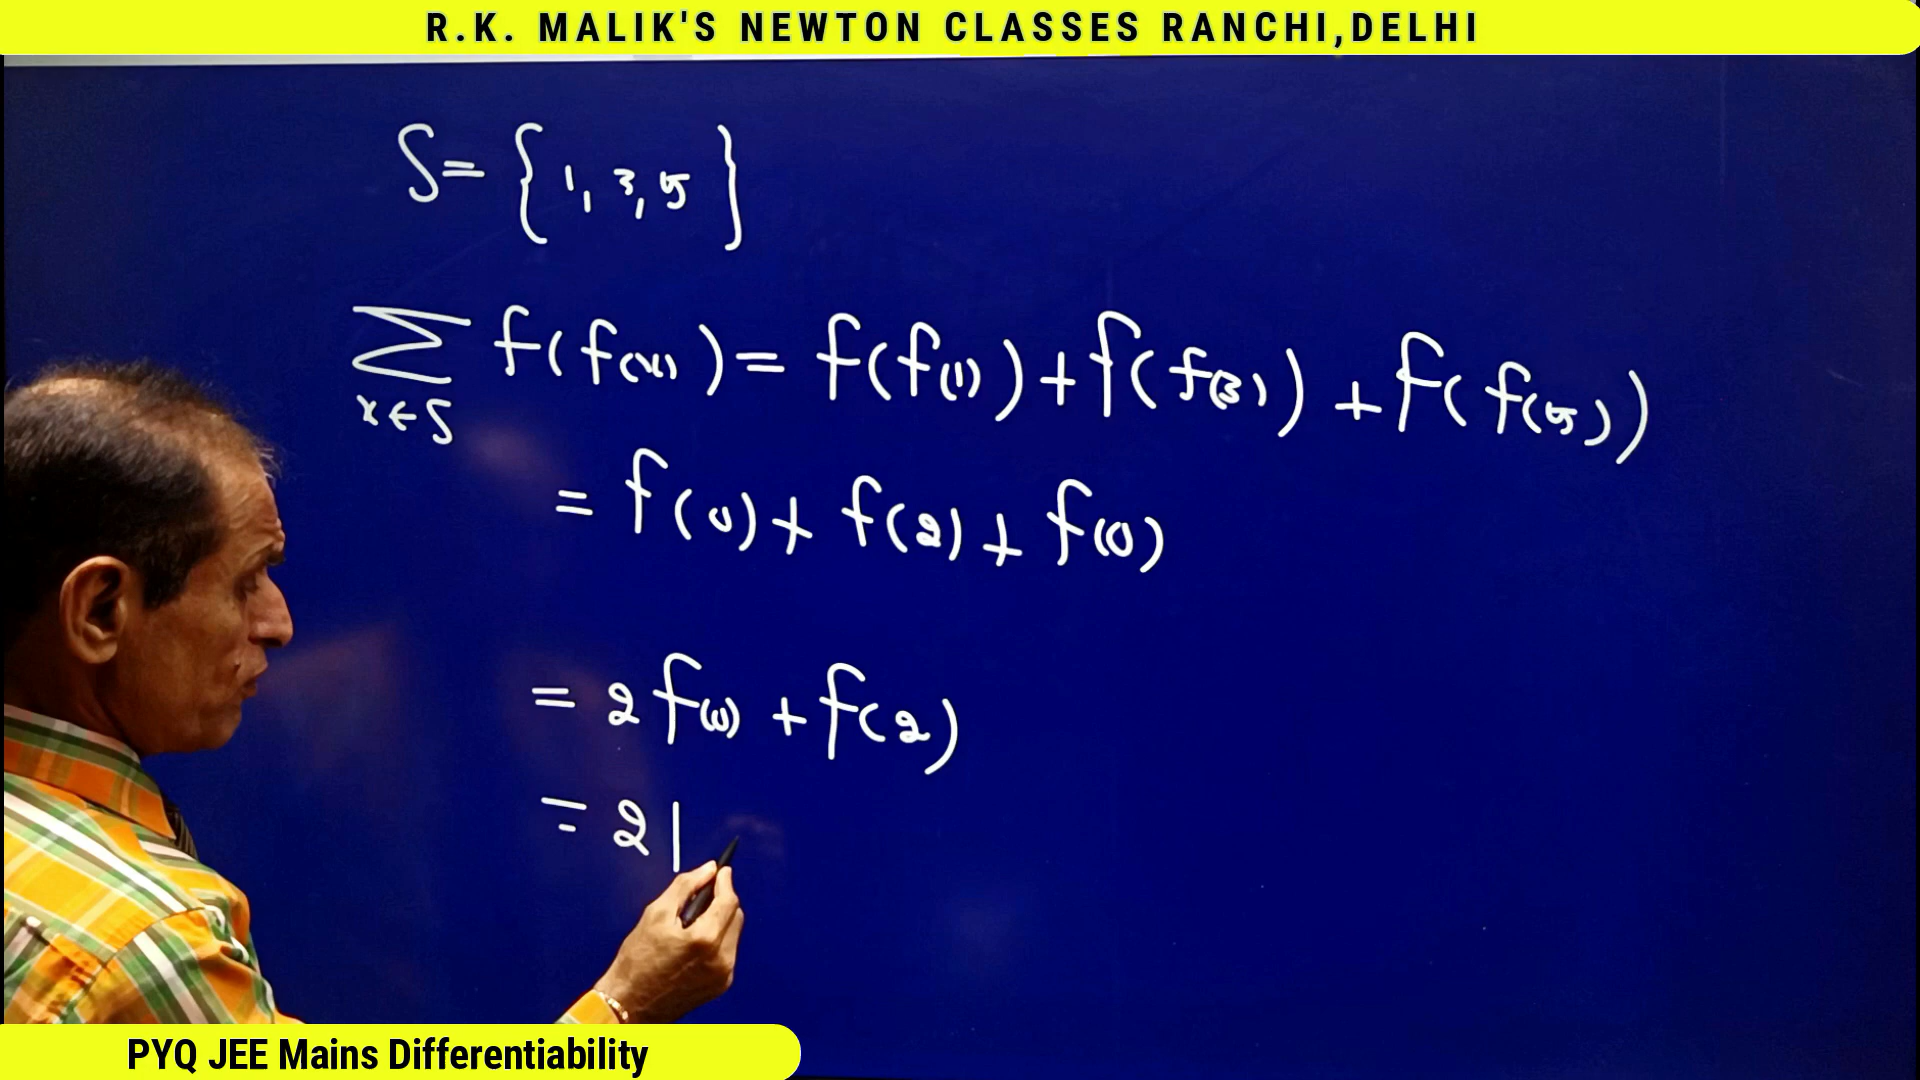 R.K. MALIK'S NEWTON CLASSES RANCHI,DELHI
S = { 1, 3, 5 }
∑ f(f(x)) = f(f(1)) + f(f(3)) + f(f(5))
x ∈ S
= f(0) + f(2) + f(0)
= 2 f(0) + f(2)
= 2 |
PYQ JEE Mains Differentiability